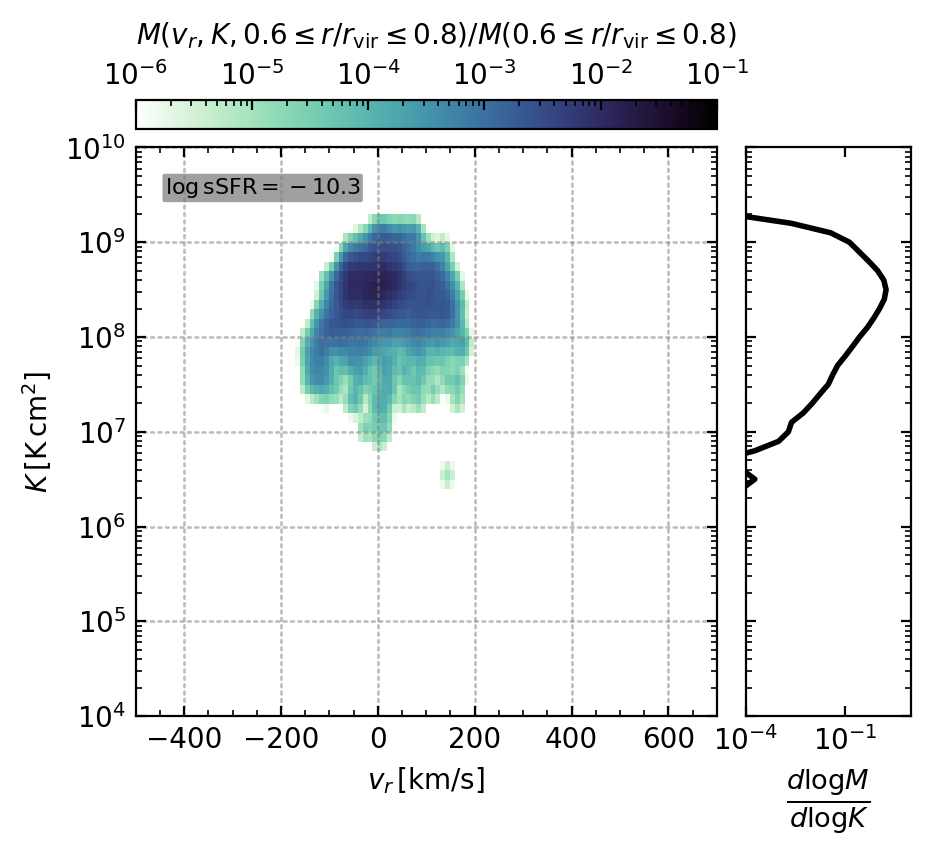 M(v_r, K, 0.6 ≤ r/r_vir ≤ 0.8)/M(0.6 ≤ r/r_vir ≤ 0.8)
10^−6 10^−5 10^−4 10^−3 10^−2 10^−1
10^10
log sSFR = −10.3
10^9
10^8
10^7
K [K cm^2]
10^6
10^5
10^4
−400 −200 0 200 400 600 10^−4 10^−1
v_r [km/s]
dlogM
dlogK